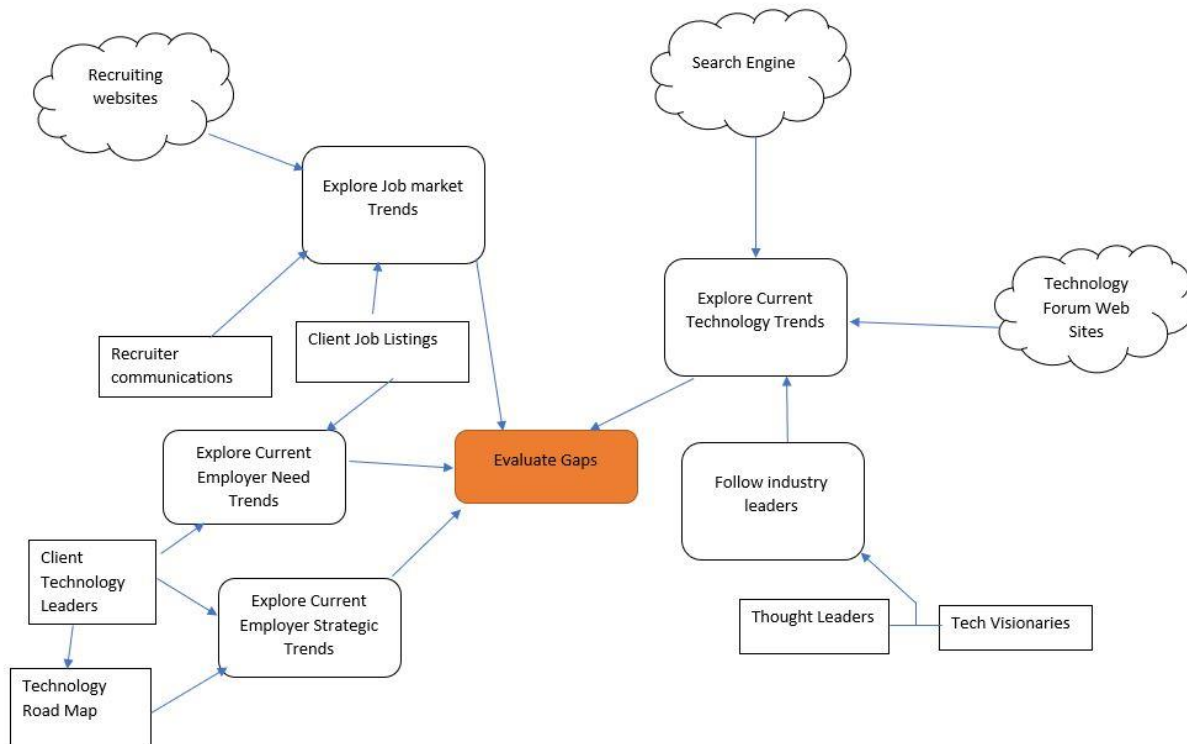 Recruiting
websites
Search Engine
Explore Job market
Trends
Explore Current
Technology Trends
Technology
Forum Web
Sites
Recruiter
communications
Client Job Listings
Explore Current
Employer Need
Trends
Evaluate Gaps
Follow industry
leaders
Client
Technology
Leaders
Explore Current
Employer Strategic
Trends
Thought Leaders
Tech Visionaries
Technology
Road Map